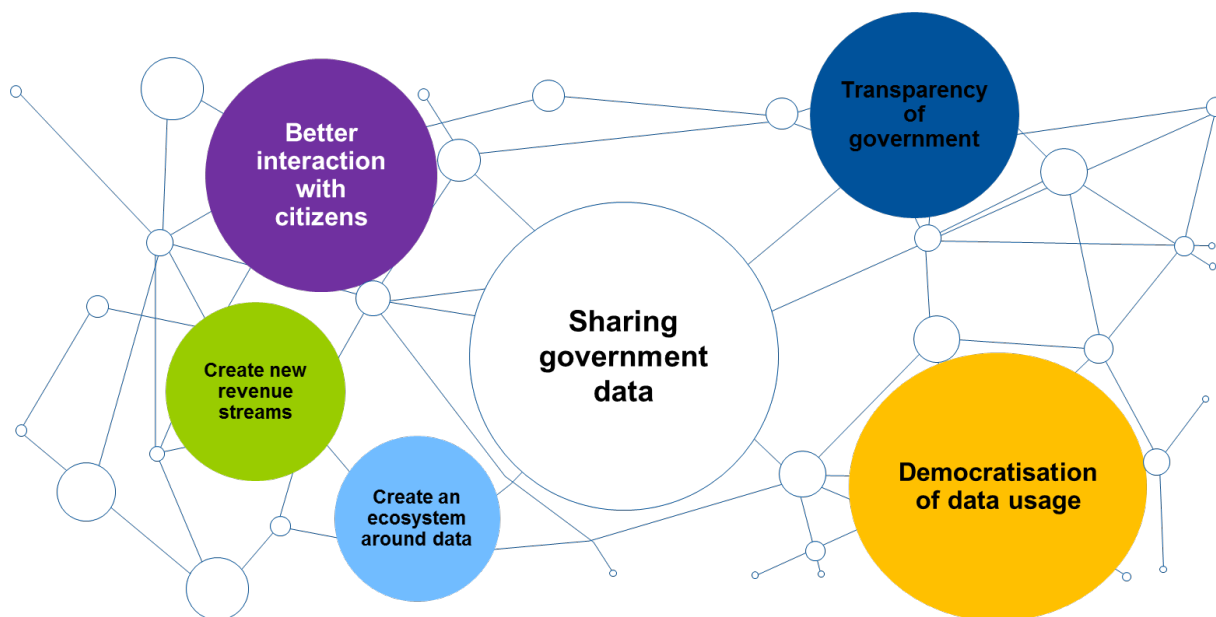 Better
interaction
with
citizens
Transparency
of
government
Sharing
government
data
Create new
revenue
streams
Create an
ecosystem
around data
Democratisation
of data usage